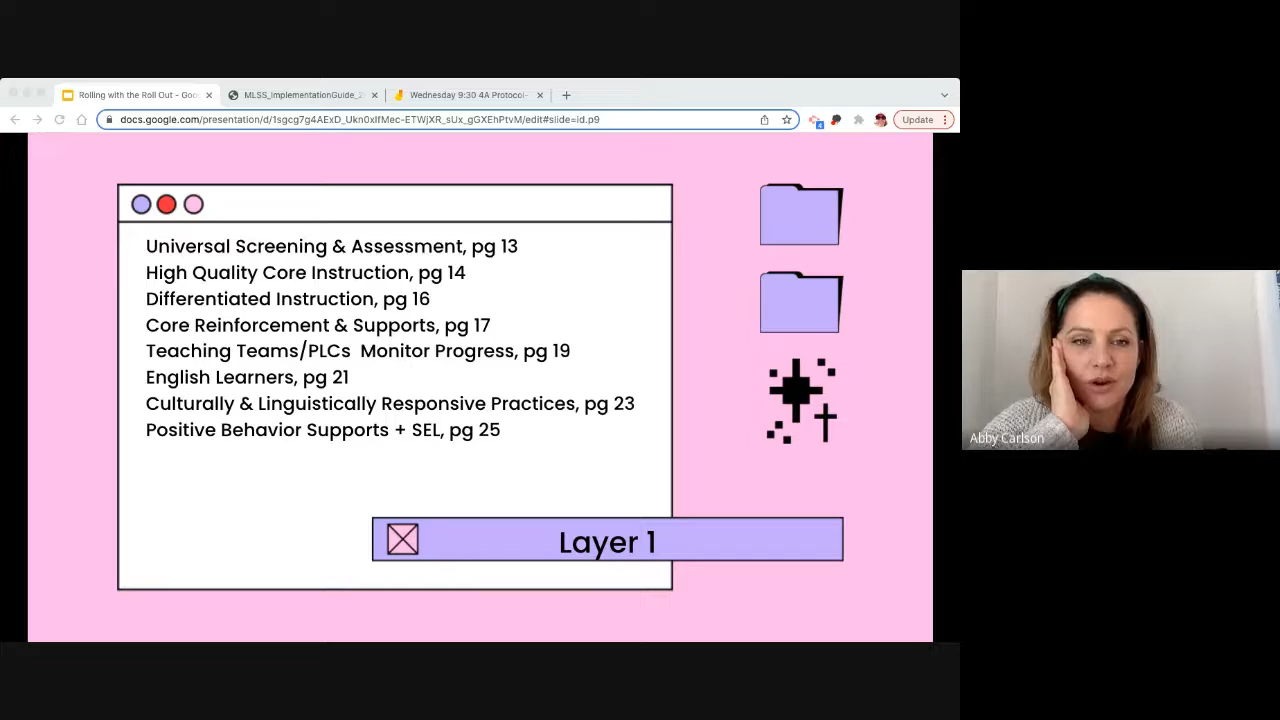 Rolling with the Roll Out - Goo
MLSS_ImplementationGuide_2
Wednesday 9:30 4A Protocol-
docs.google.com/presentation/d/1sgcg7g4AExD_Ukn0xIfMec-ETWjXR_sUx_gGXEhPtvM/edit#slide=id.p9
Update
Universal Screening & Assessment, pg 13
High Quality Core Instruction, pg 14
Differentiated Instruction, pg 16
Core Reinforcement & Supports, pg 17
Teaching Teams/PLCs Monitor Progress, pg 19
English Learners, pg 21
Culturally & Linguistically Responsive Practices, pg 23
Positive Behavior Supports + SEL, pg 25
Layer 1
Abby Carlson